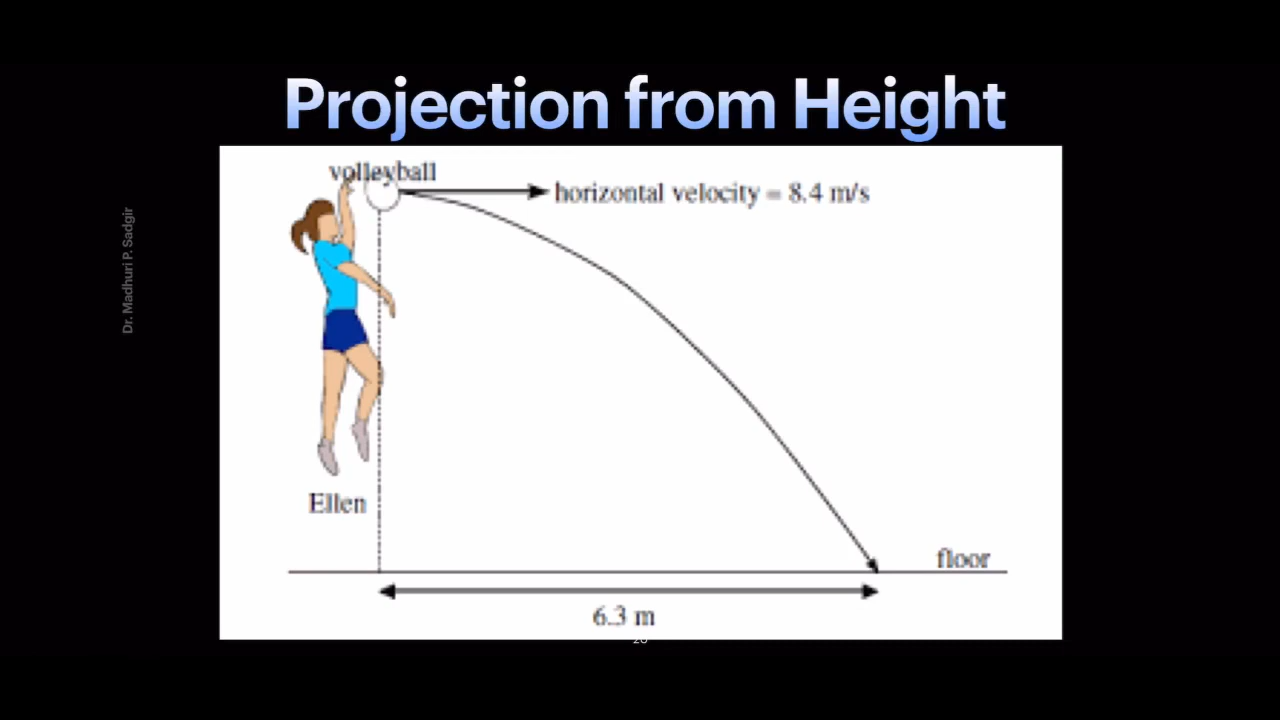 Projection from Height
volleyball
horizontal velocity = 8.4 m/s
Dr. Madhuri P. Sadgir
Ellen
floor
6.3 m